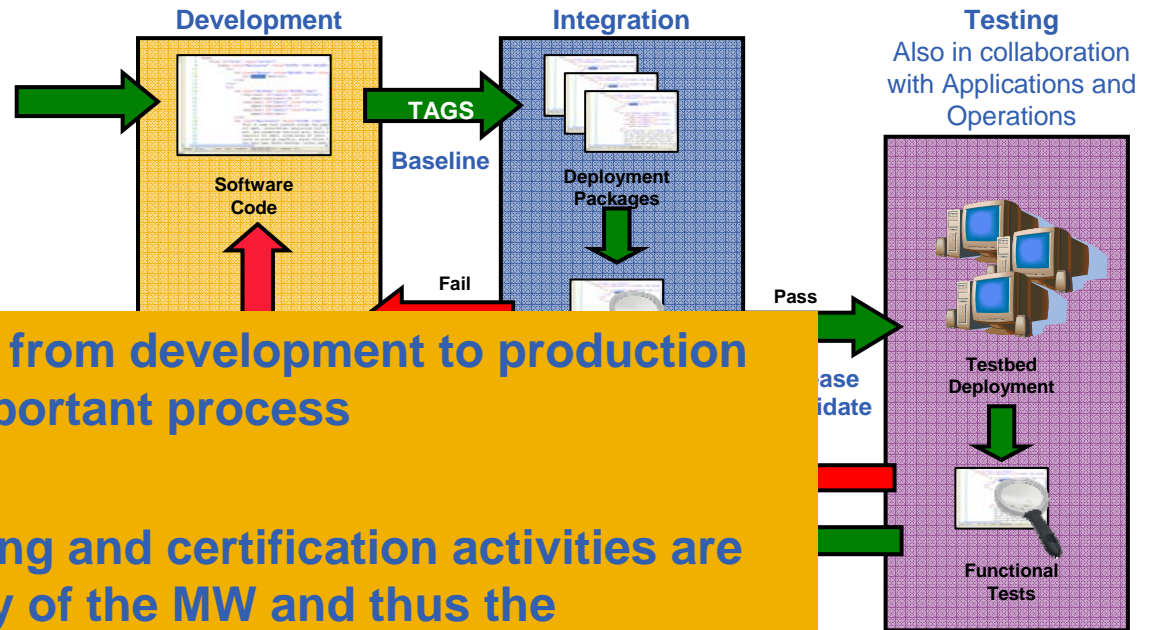 Development
Software
Code
TAGS
Baseline
Integration
Deployment
Packages
Fail
Pass
ease
idate
Testing
Also in collaboration
with Applications and
Operations
Testbed
Deployment
Functional
Tests
from development to production
portant process
ng and certification activities are
y of the MW and thus the